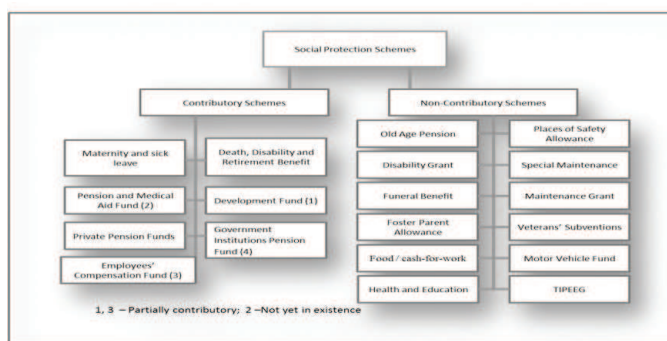 Social Protection Schemes
Contributory Schemes
Non-Contributory Schemes
Maternity and sick
leave
Death, Disability and
Retirement Benefit
Pension and Medical
Aid Fund (2)
Development Fund (1)
Private Pension Funds
Government
Institutions Pension
Fund (4)
Employees'
Compensation Fund (3)
Old Age Pension
Places of Safety
Allowance
Disability Grant
Special Maintenance
Funeral Benefit
Maintenance Grant
Foster Parent
Allowance
Veterans' Subventions
Food / cash-for-work
Motor Vehicle Fund
Health and Education
TIPEEG
1, 3 – Partially contributory; 2 –Not yet in existence